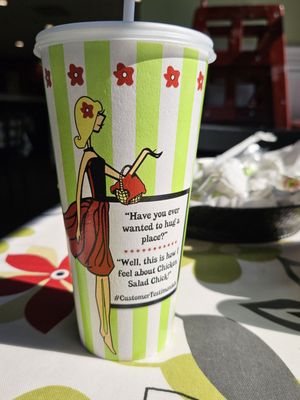 "Have you ever
wanted to hug a
place?"
"Well, this is how I
feel about Chicken
Salad Chick!"
#CustomerTestimonials